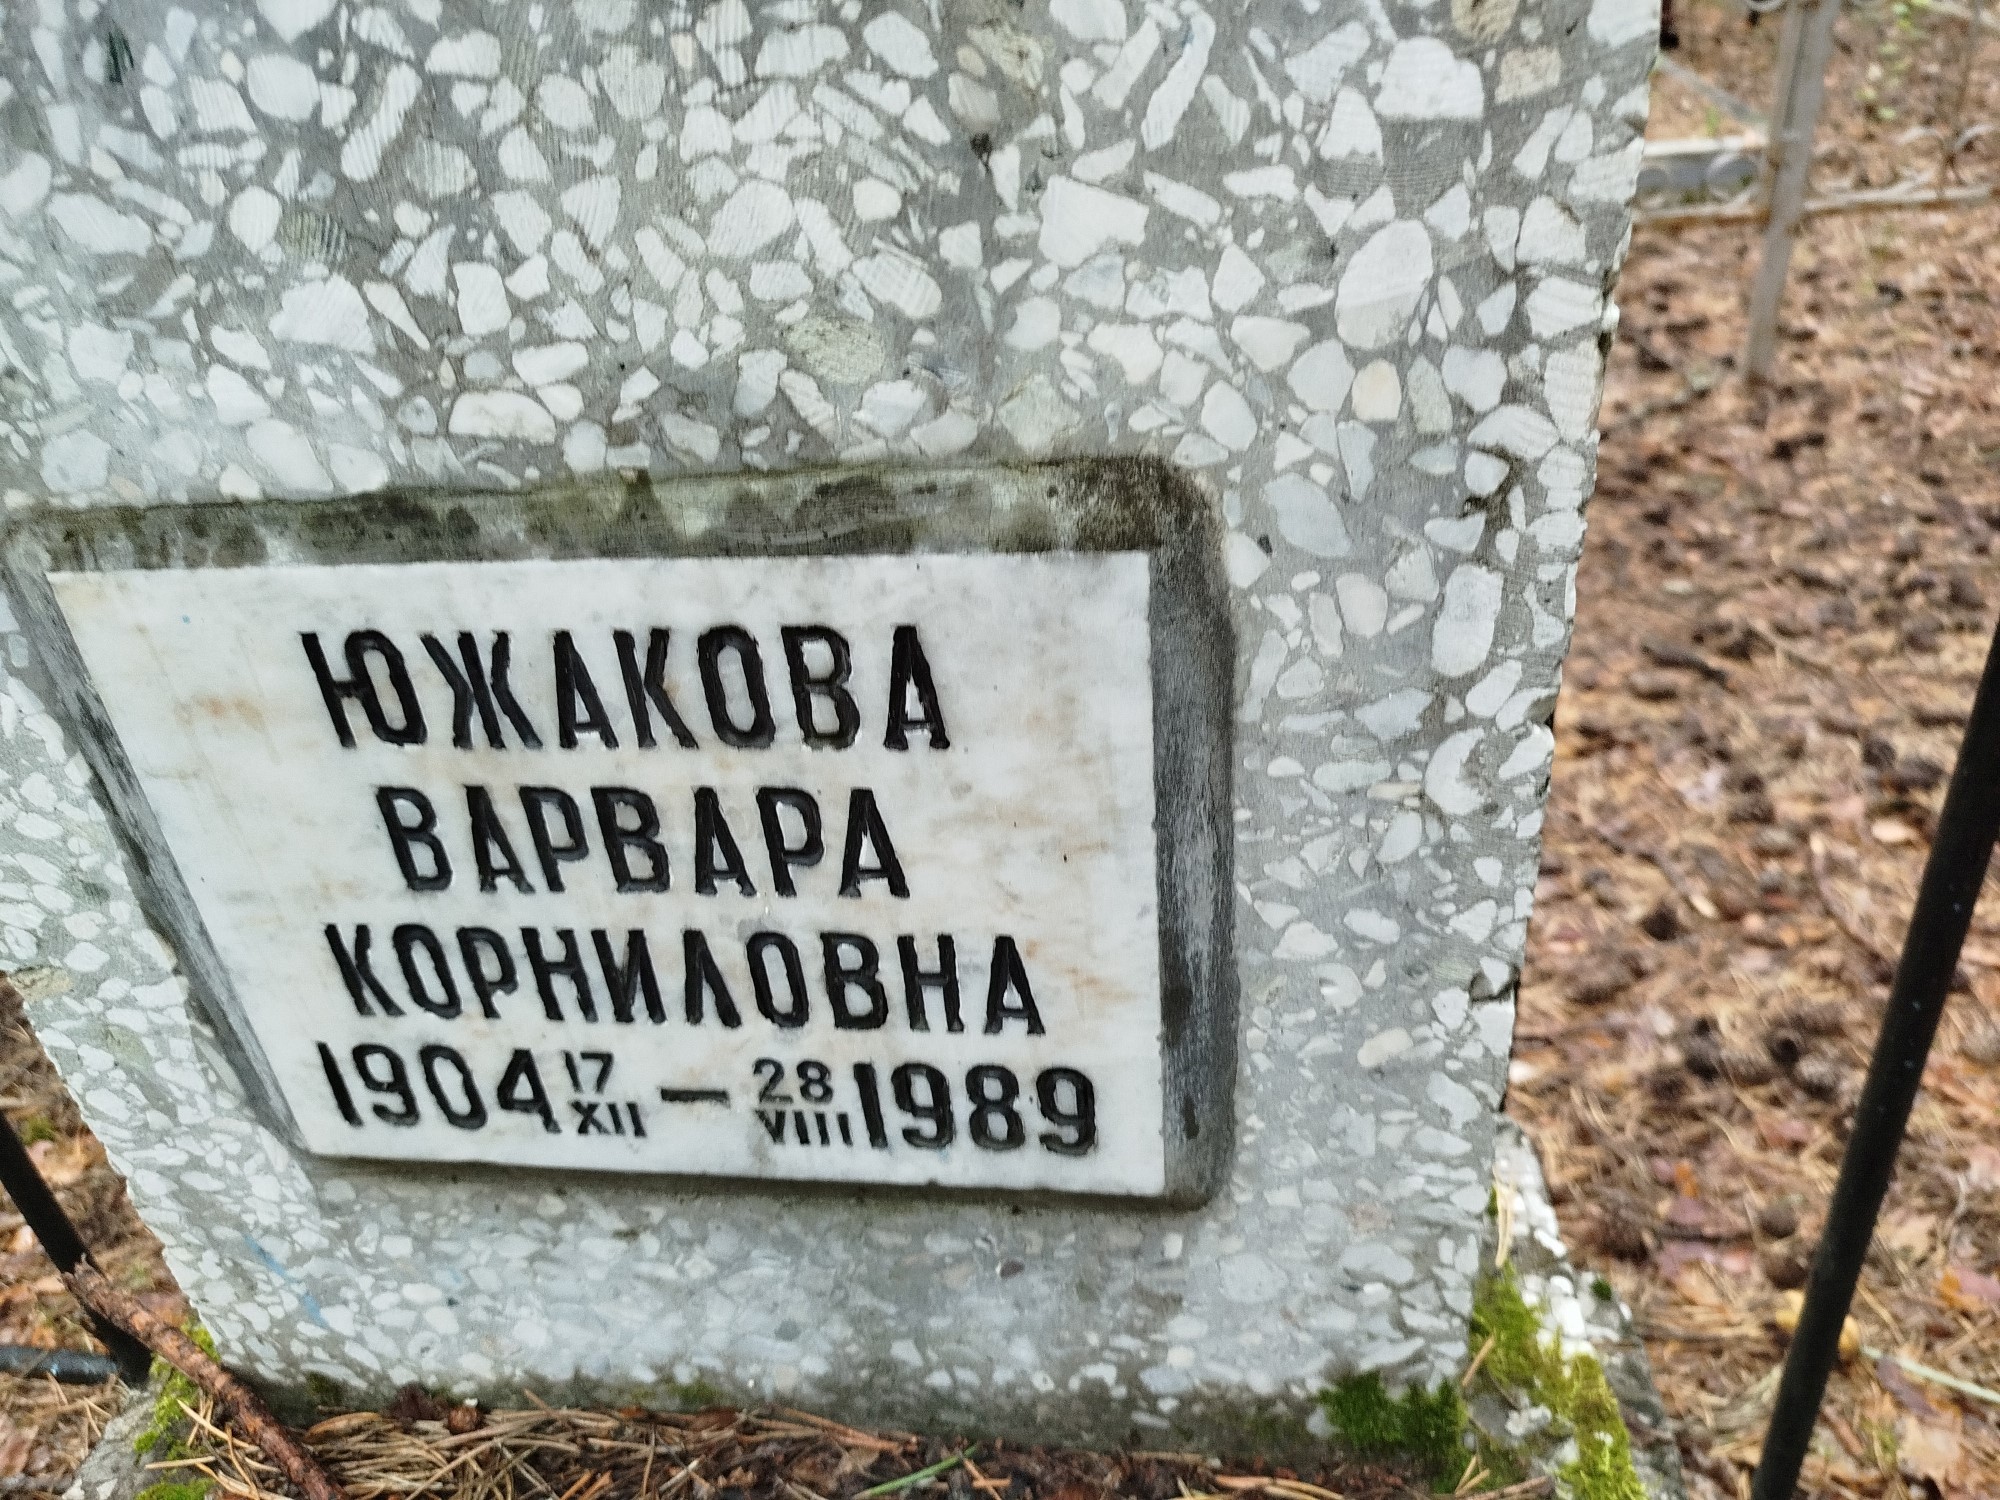 ЮЖАКОВА
ВАРВАРА
КОРНИЛОВНА
1904 17/XII — 28/VIII 1989